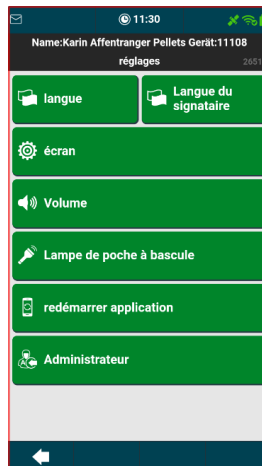 11:30
Name:Karin Affentranger Pellets Gerät:11108
réglages 2651
langue
Langue du
signataire
écran
Volume
Lampe de poche à bascule
redémarrer application
Administrateur